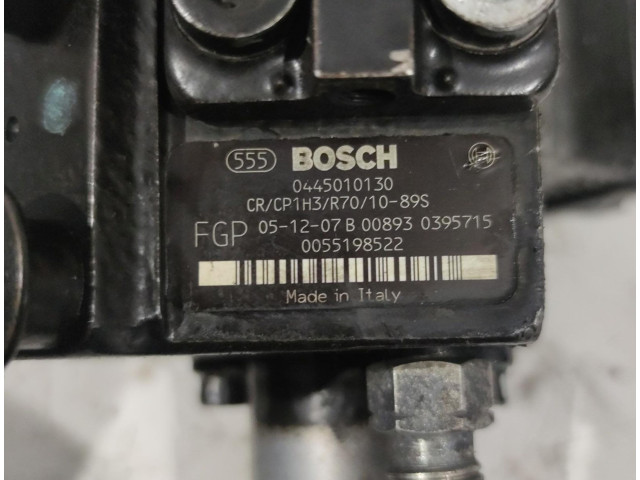 555 BOSCH
0445010130
CR/CP1H3/R70/10-89S
FGP 05-12-07 B 00893 0395715
0055198522
Made in Italy